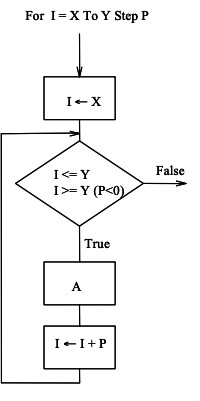 For I = X To Y Step P
I ← X
I <= Y
I >= Y (P<0)
False
True
A
I ← I + P